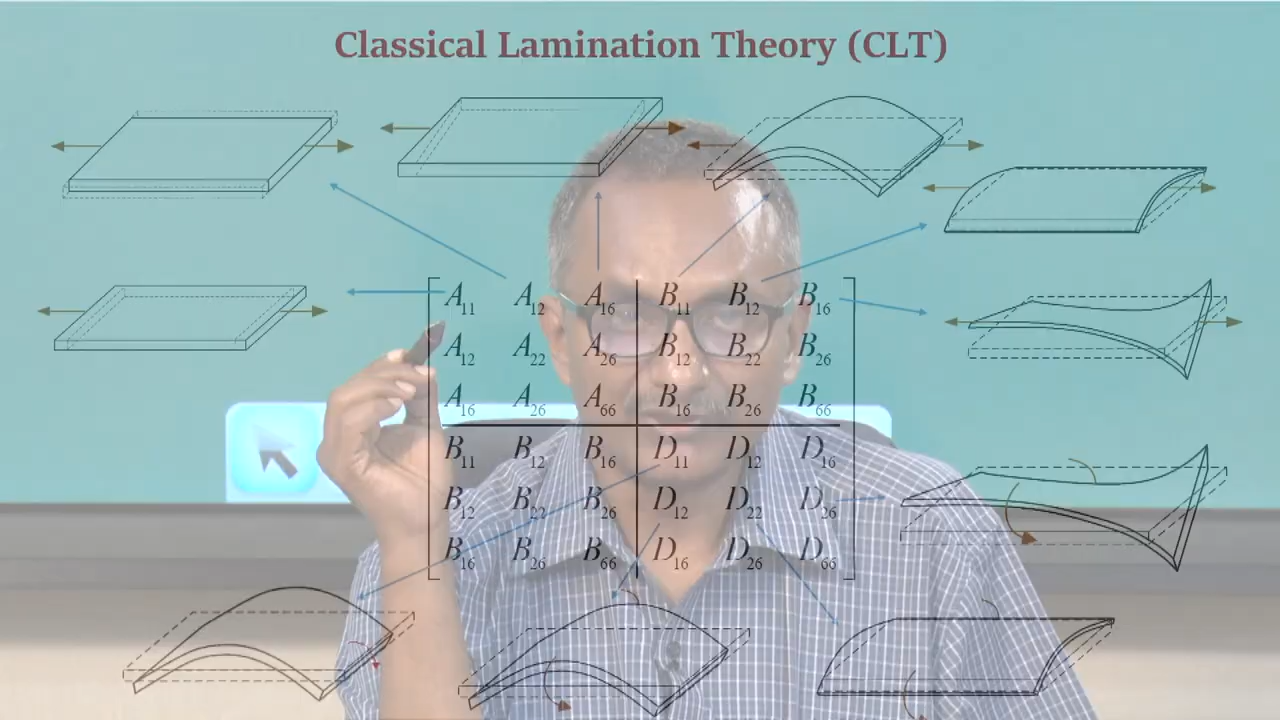 Classical Lamination Theory (CLT)
A11 A12 A16 B11 B12 B16
A12 A22 A26 B12 B22 B26
A16 A26 A66 B16 B26 B66
B11 B12 B16 D11 D12 D16
B12 B22 B26 D12 D22 D26
B16 B26 B66 D16 D26 D66